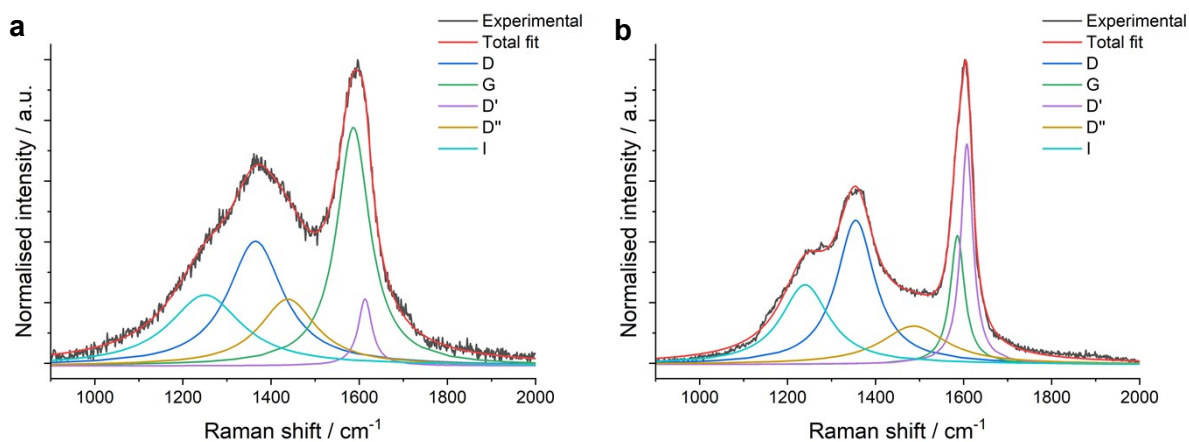 a
Normalised intensity / a.u.
Experimental
Total fit
D
G
D'
D"
I
1000 1200 1400 1600 1800 2000
Raman shift / cm-1
b
Normalised intensity / a.u.
Experimental
Total fit
D
G
D'
D"
I
1000 1200 1400 1600 1800 2000
Raman shift / cm-1